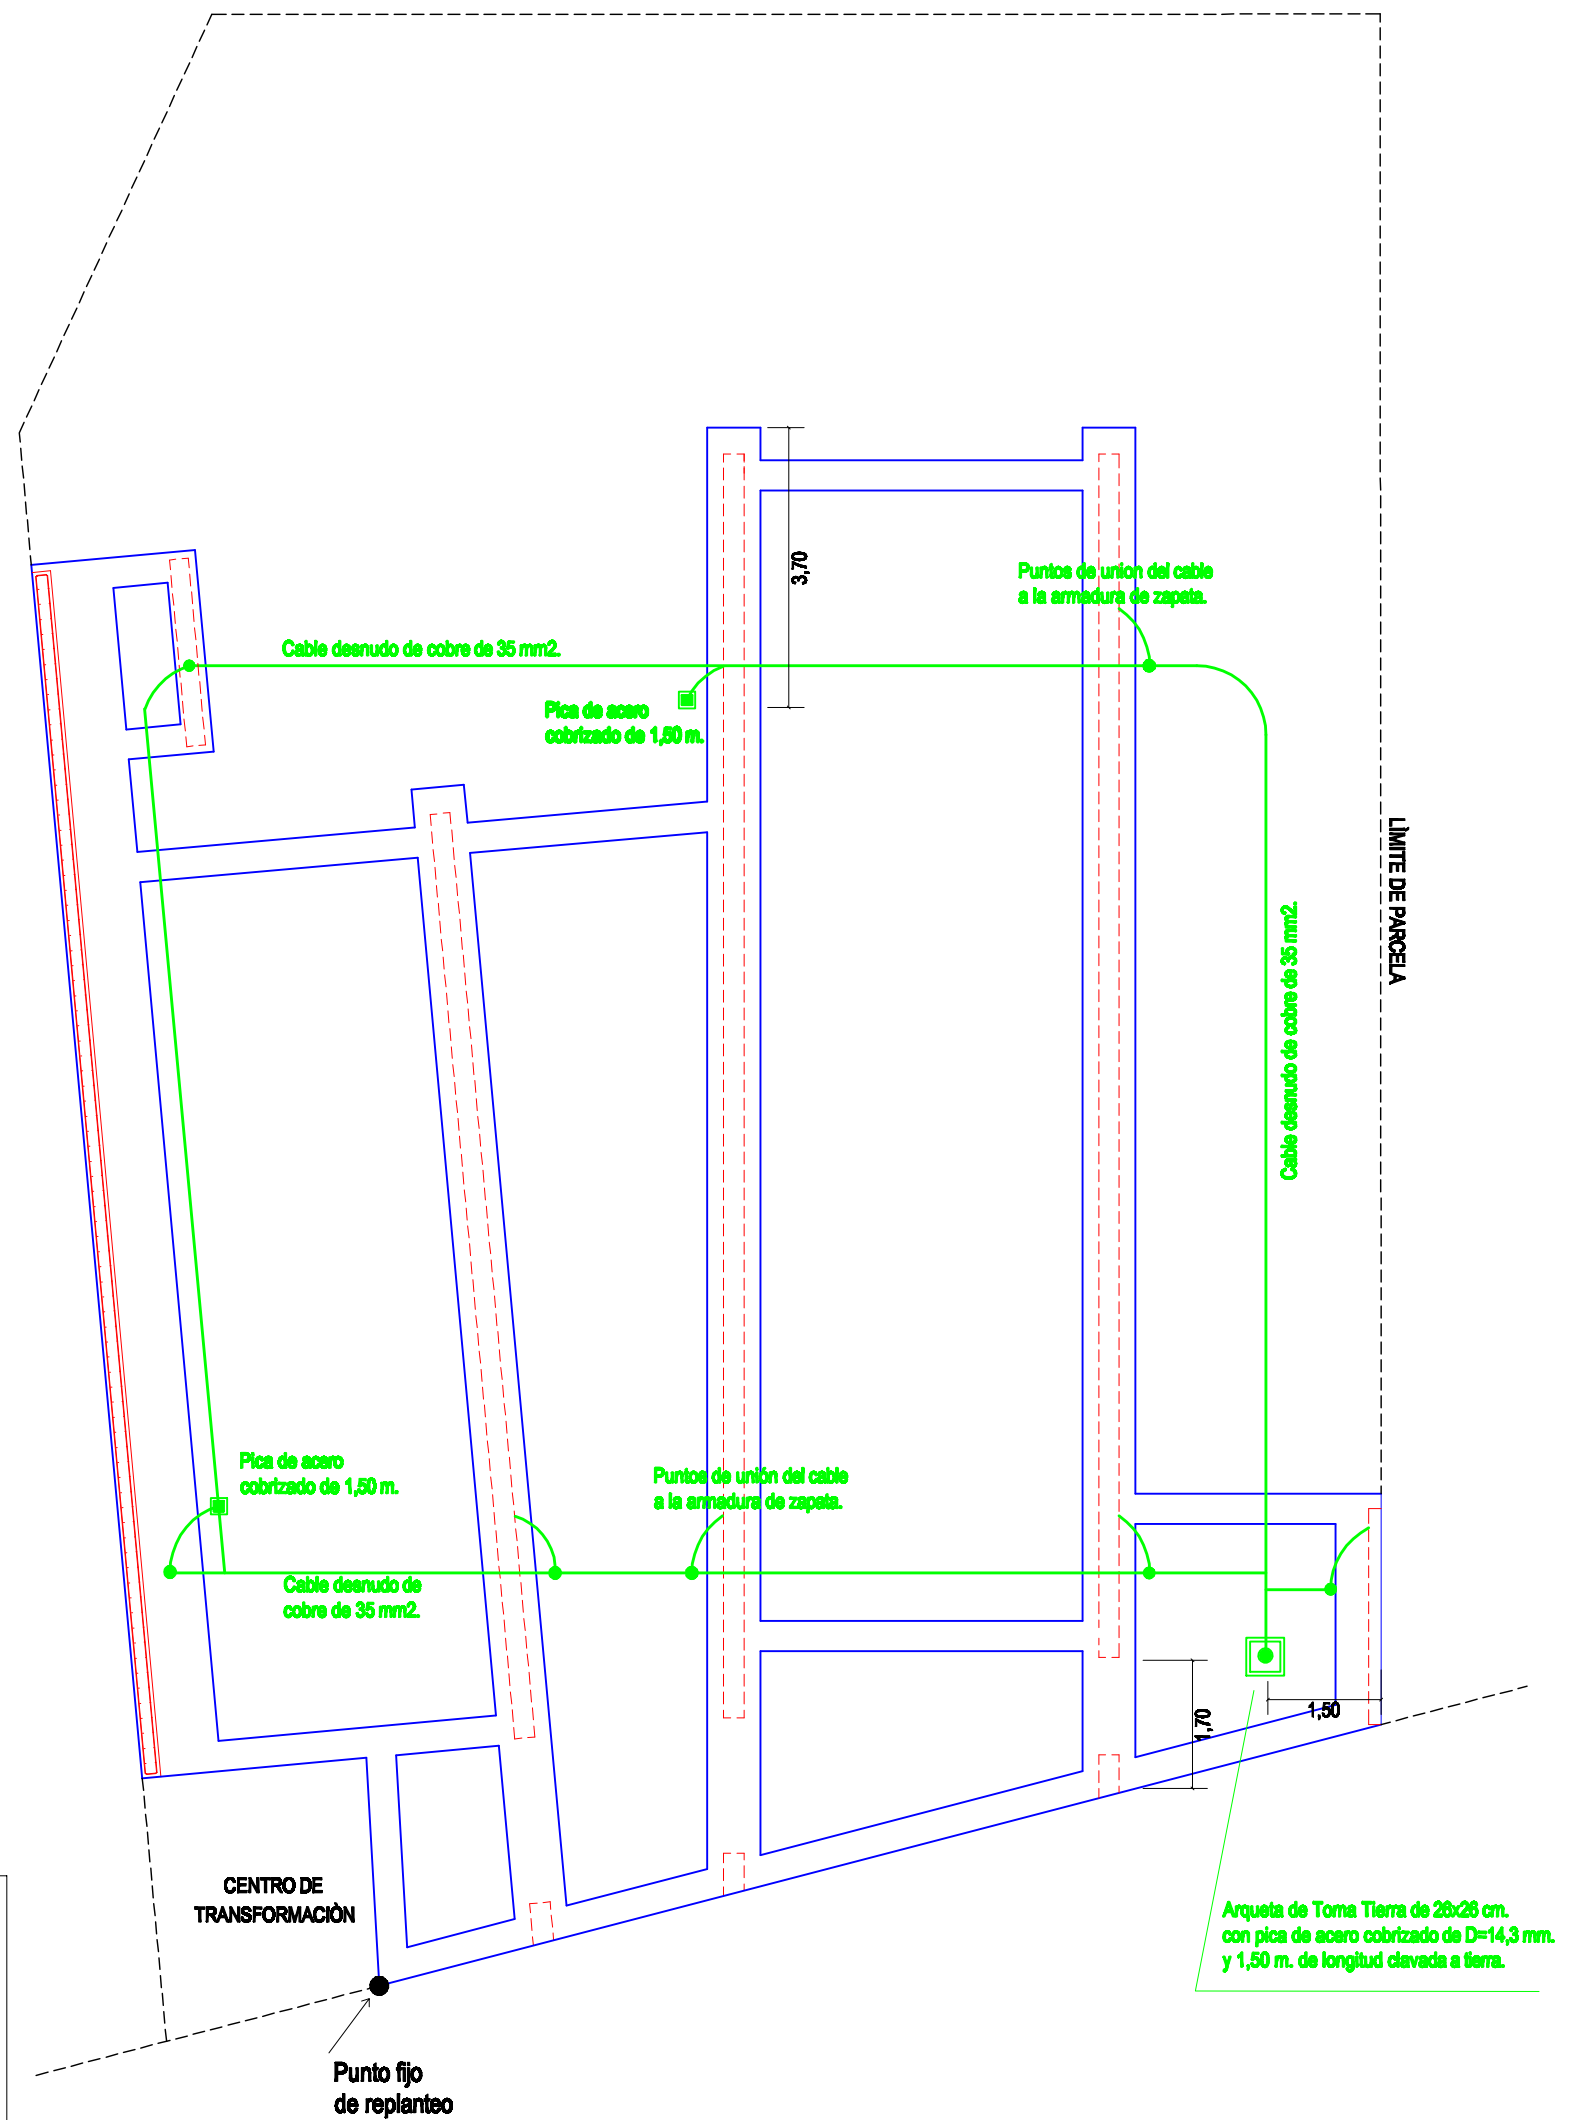 3,70
Puntos de union del cable
a la armadura de zapata.
Cable desnudo de cobre de 35 mm2.
Pica de acero
cobrizado de 1,50 m.
LÌMITE DE PARCELA
Cable desnudo de cobre de 35 mm2.
Pica de acero
cobrizado de 1,50 m.
Puntos de unión del cable
a la armadura de zapata.
Cable desnudo de
cobre de 35 mm2.
1,50
1,70
CENTRO DE
TRANSFORMACIÒN
Arqueta de Toma Tierra de 26x26 cm.
con pica de acero cobrizado de D=14,3 mm.
y 1,50 m. de longitud clavada a tierra.
Punto fijo
de replanteo